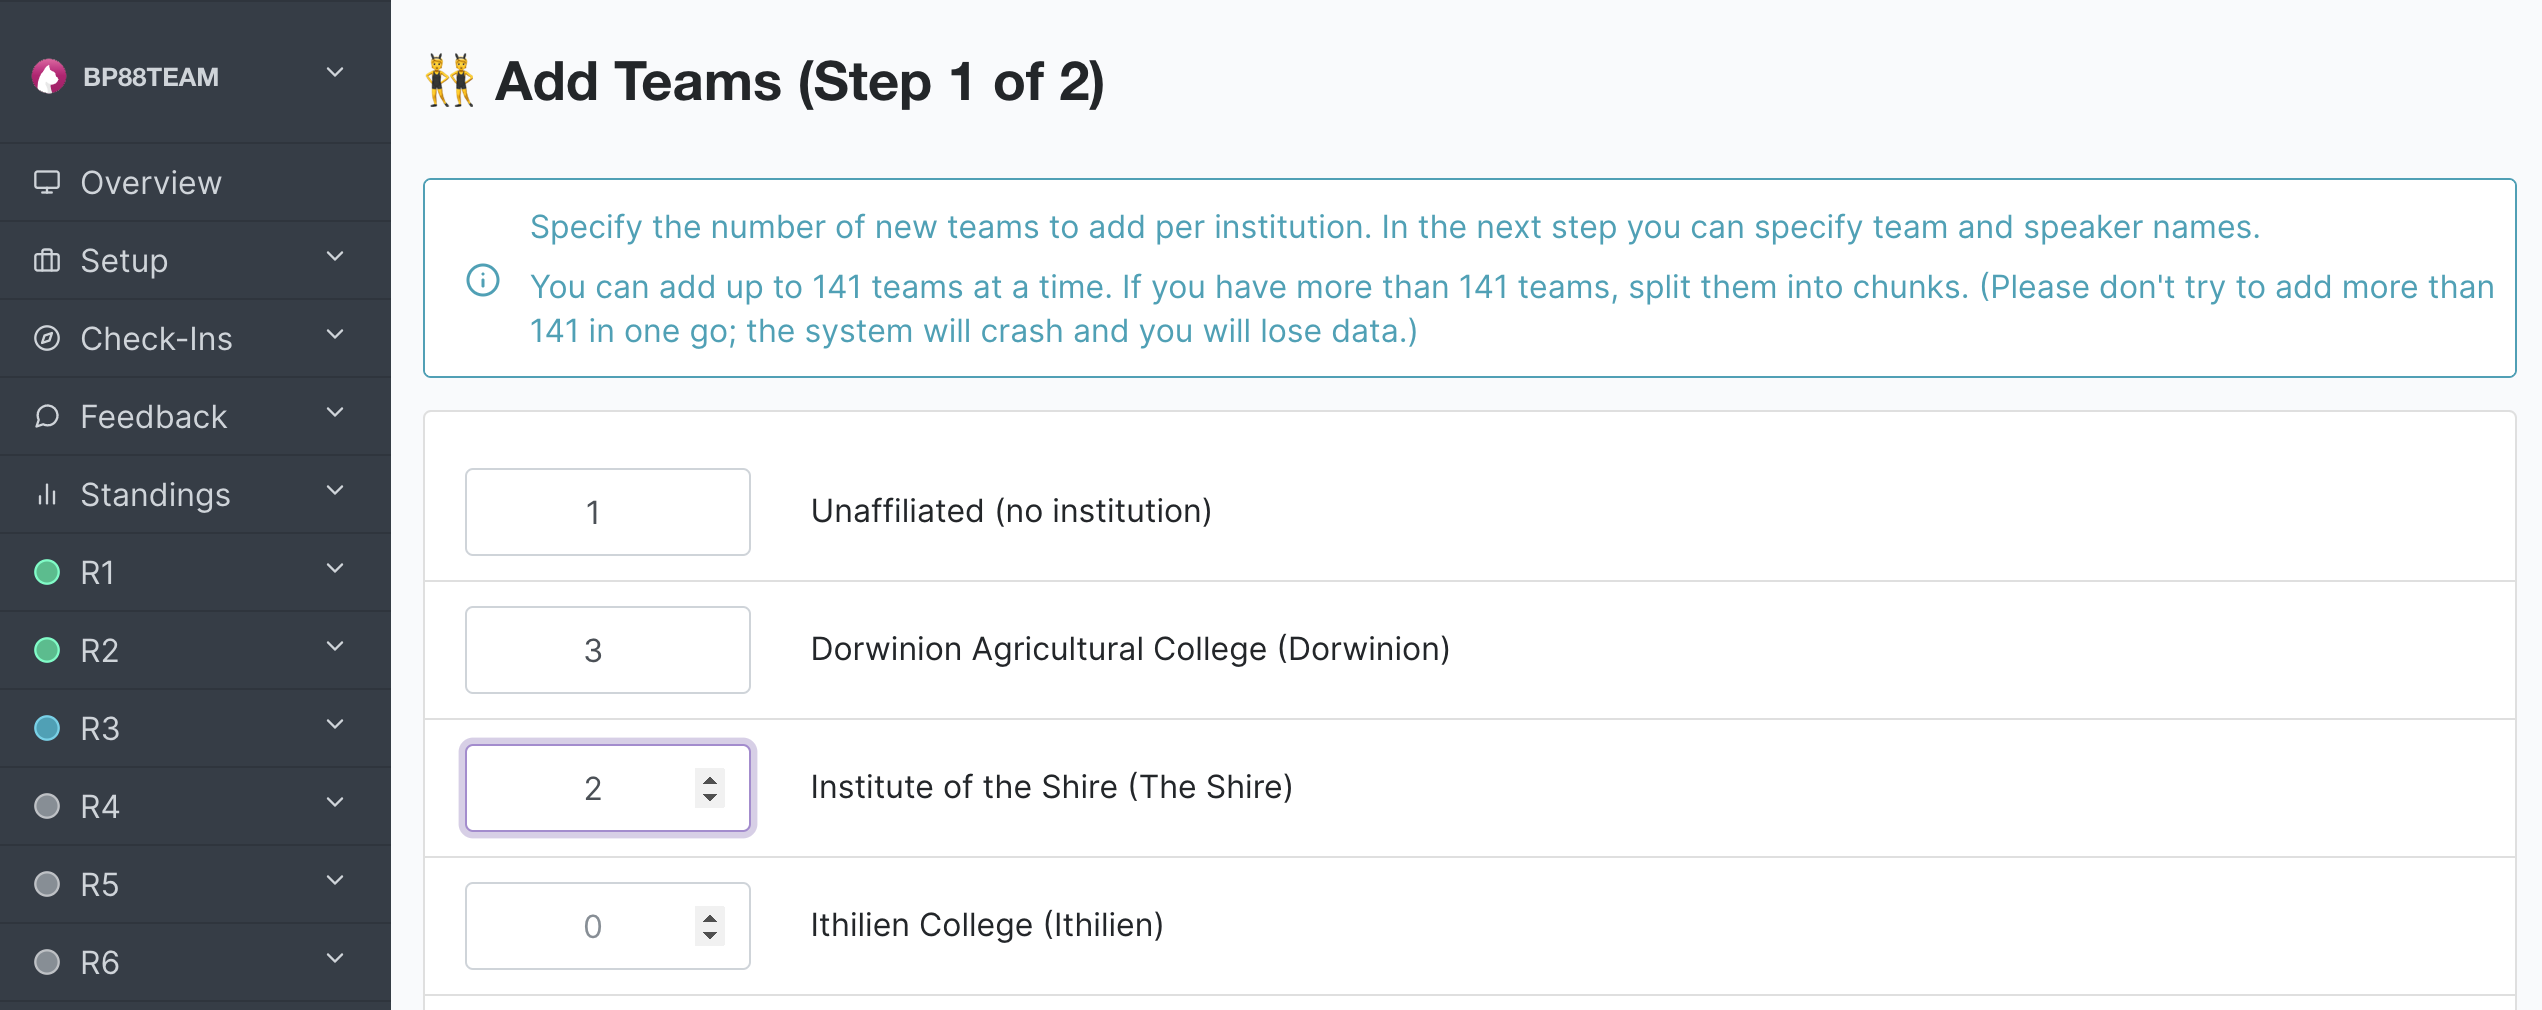 BP88TEAM
Overview
Setup
Check-Ins
Feedback
Standings
R1
R2
R3
R4
R5
R6
Add Teams (Step 1 of 2)
Specify the number of new teams to add per institution. In the next step you can specify team and speaker names.
You can add up to 141 teams at a time. If you have more than 141 teams, split them into chunks. (Please don't try to add more than
141 in one go; the system will crash and you will lose data.)
1 Unaffiliated (no institution)
3 Dorwinion Agricultural College (Dorwinion)
2 Institute of the Shire (The Shire)
0 Ithilien College (Ithilien)